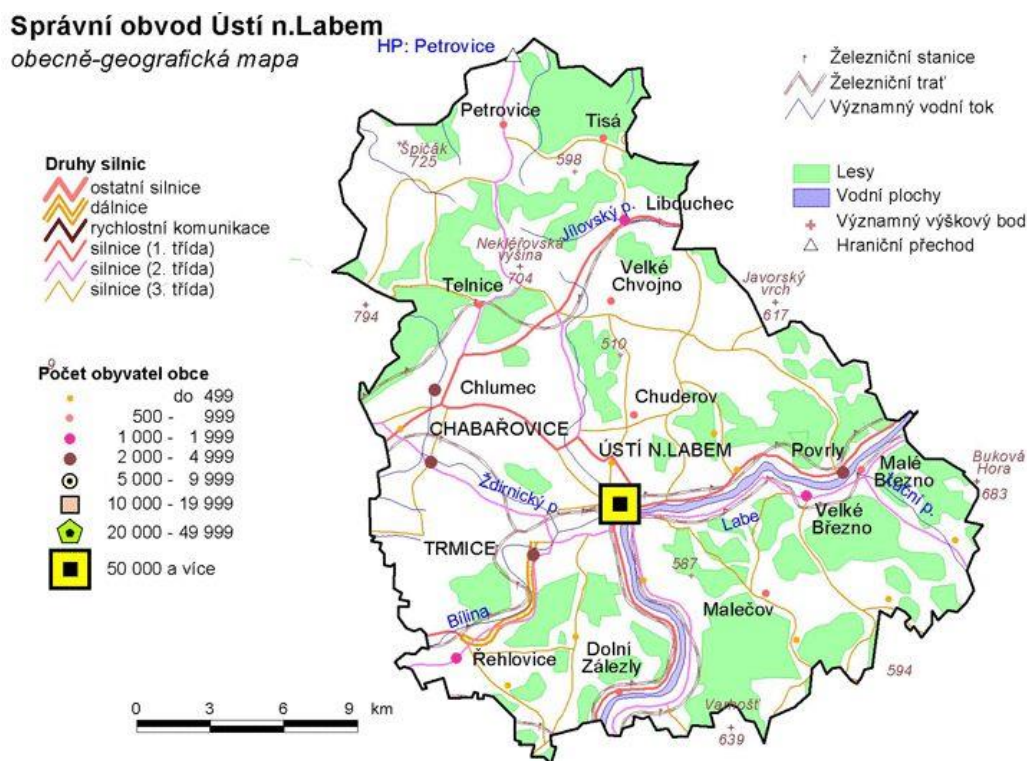 Správní obvod Ústí n.Labem
obecně-geografická mapa
HP: Petrovice
Železniční stanice
Železniční trať
Významný vodní tok
Lesy
Vodní plochy
Významný výškový bod
Hraniční přechod
Druhy silnic
ostatní silnice
dálnice
rychlostní komunikace
silnice (1. třída)
silnice (2. třída)
silnice (3. třída)
9
Počet obyvatel obce
do 499
500 - 999
1 000 - 1 999
2 000 - 4 999
5 000 - 9 999
10 000 - 19 999
20 000 - 49 999
50 000 a více
0 3 6 9 km
Petrovice
Tisá
Špičák
725
598
Libouchec
Jílovský p.
Nekléřovská
výšina
704
Velké
Chvojno
Telnice
Javorský
vrch
617
794
510
Chlumec
Chuderov
CHABAŘOVICE
ÚSTÍ N.LABEM
Povrly
Malé
Březno
Buková
Hora
683
Ždírnický p.
Labe
Velké
Březno
TRMICE
587
Malečov
Bílina
Řehlovice
Dolní
Zálezly
594
Varhošť
639